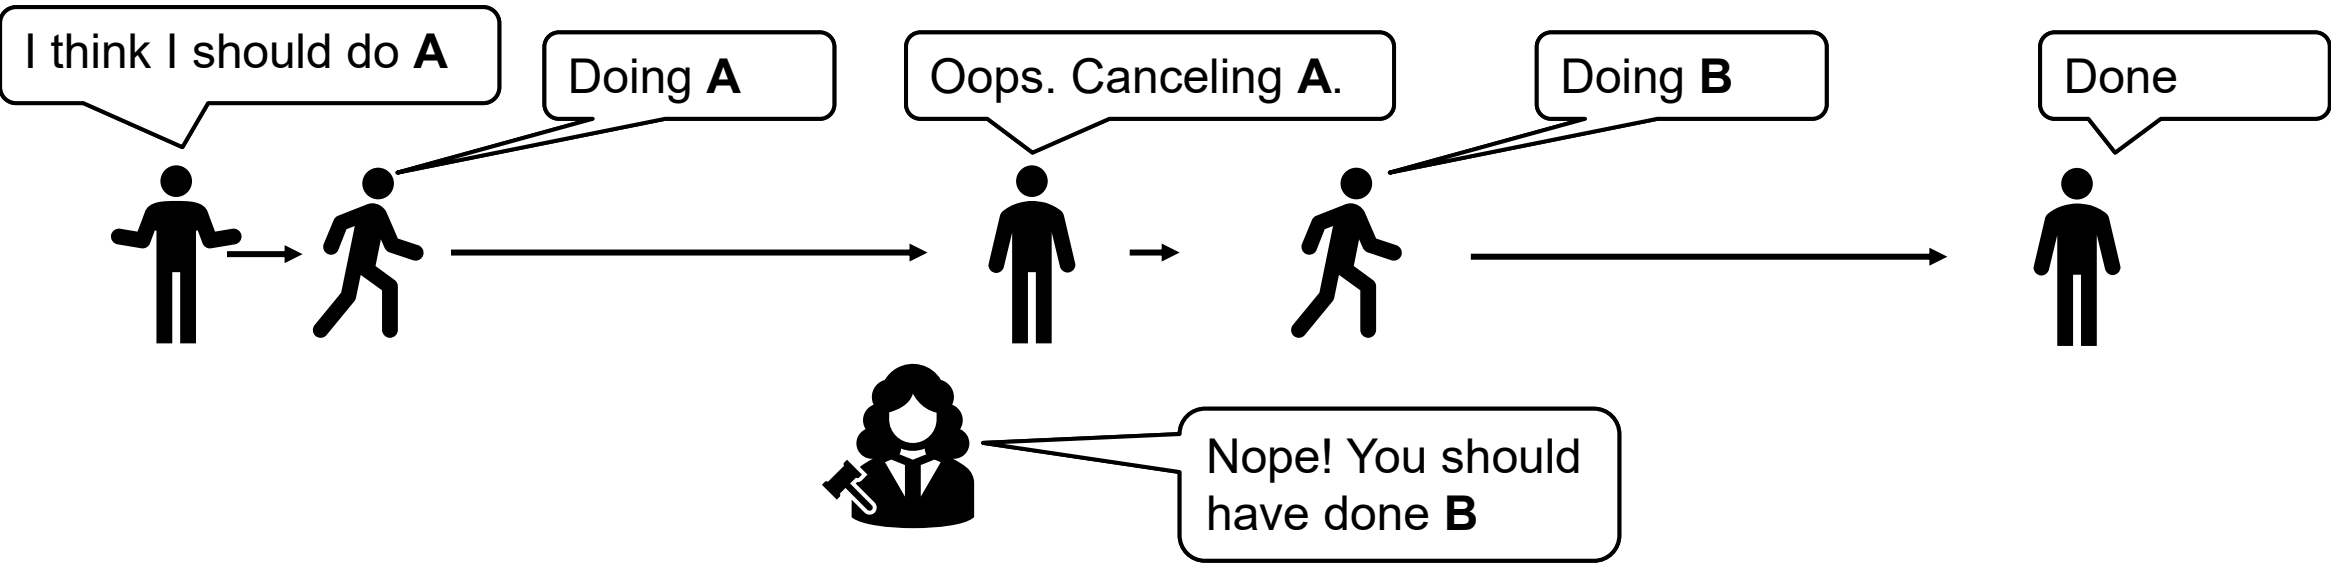 I think I should do A
Doing A
Oops. Canceling A.
Doing B
Done
Nope! You should
have done B